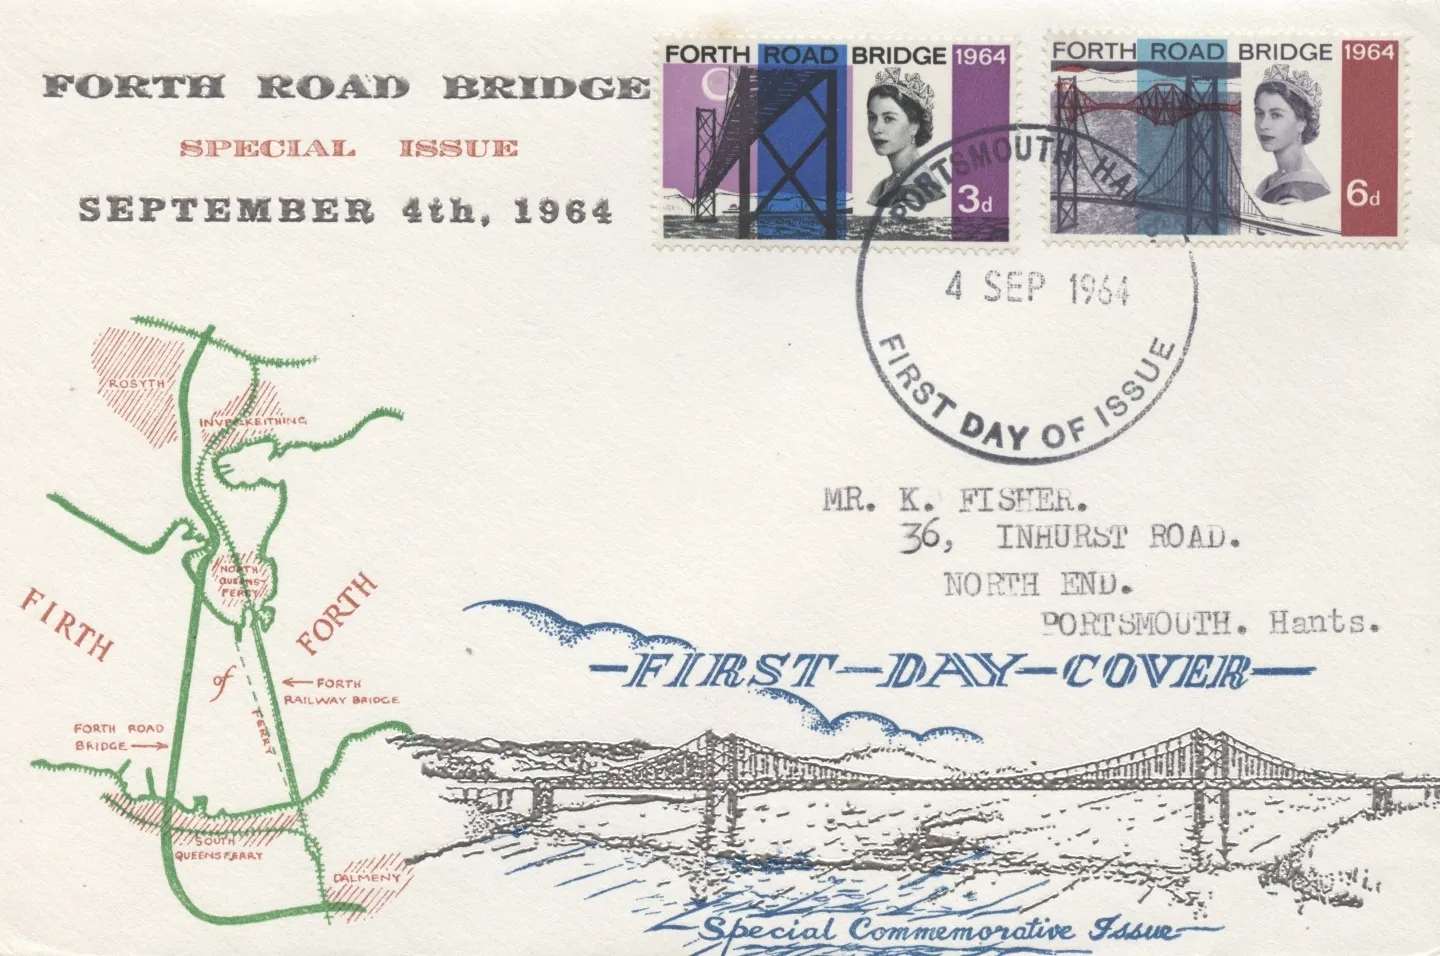 FORTH ROAD BRIDGE
SPECIAL ISSUE
SEPTEMBER 4th, 1964
FORTH ROAD BRIDGE 1964
3d
FORTH ROAD BRIDGE 1964
6d
PORTSMOUTH HANTS
4 SEP 1964
FIRST DAY OF ISSUE
MR. K. FISHER.
36, INHURST ROAD.
NORTH END.
PORTSMOUTH. Hants.
ROSYTH
INVERKEITHING
NORTH
QUEENS-
FERRY
FIRTH
of
FORTH
FORTH
RAILWAY BRIDGE
FERRY
FORTH ROAD
BRIDGE
SOUTH
QUEENSFERRY
DALMENY
—FIRST—DAY—COVER—
Special Commemorative Issue